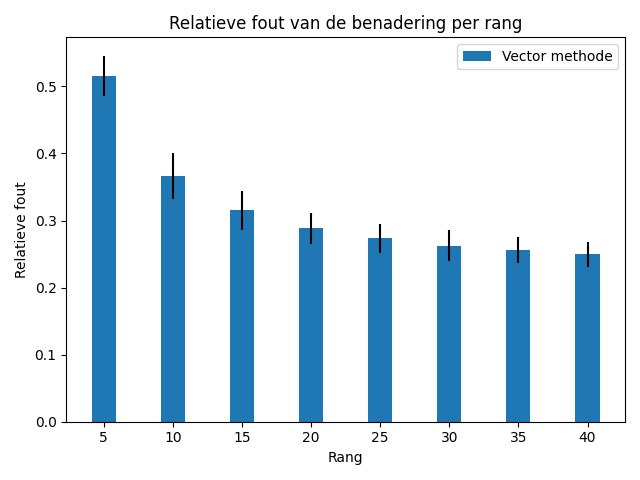 Relatieve fout van de benadering per rang
Vector methode
Relatieve fout
0.5
0.4
0.3
0.2
0.1
0.0
5 10 15 20 25 30 35 40
Rang